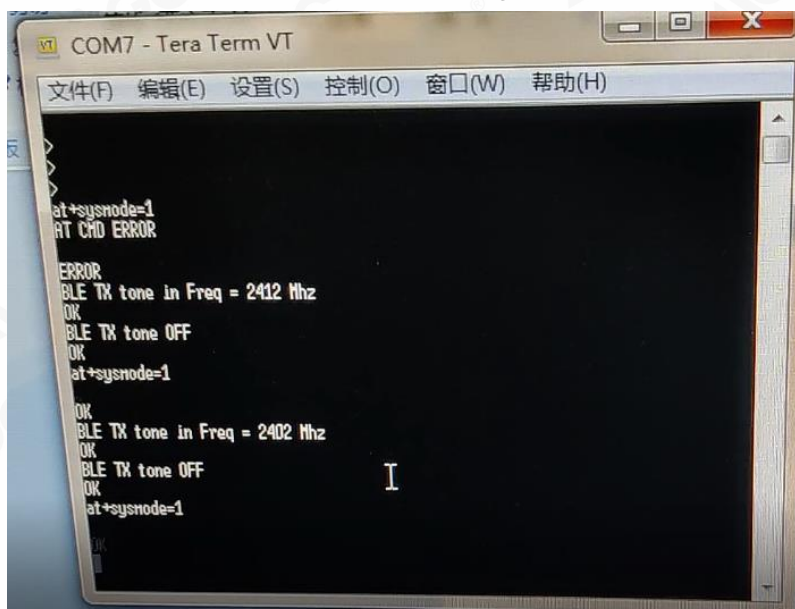 COM7 - Tera Term VT
文件(F) 编辑(E) 设置(S) 控制(O) 窗口(W) 帮助(H)
>
>
>
at+sysmode=1
AT CMD ERROR
ERROR
BLE TX tone in Freq = 2412 Mhz
OK
BLE TX tone OFF
OK
at+sysmode=1
OK
BLE TX tone in Freq = 2402 Mhz
OK
BLE TX tone OFF
OK
at+sysmode=1
OK